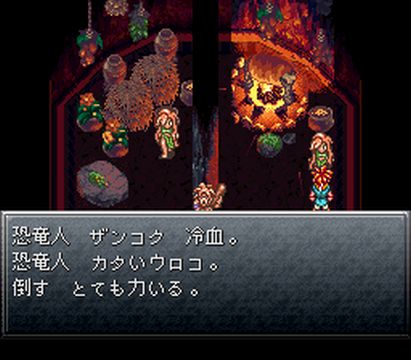 恐竜人　ザンコク　冷血。
恐竜人　カタいウロコ。
倒す　とても力いる。